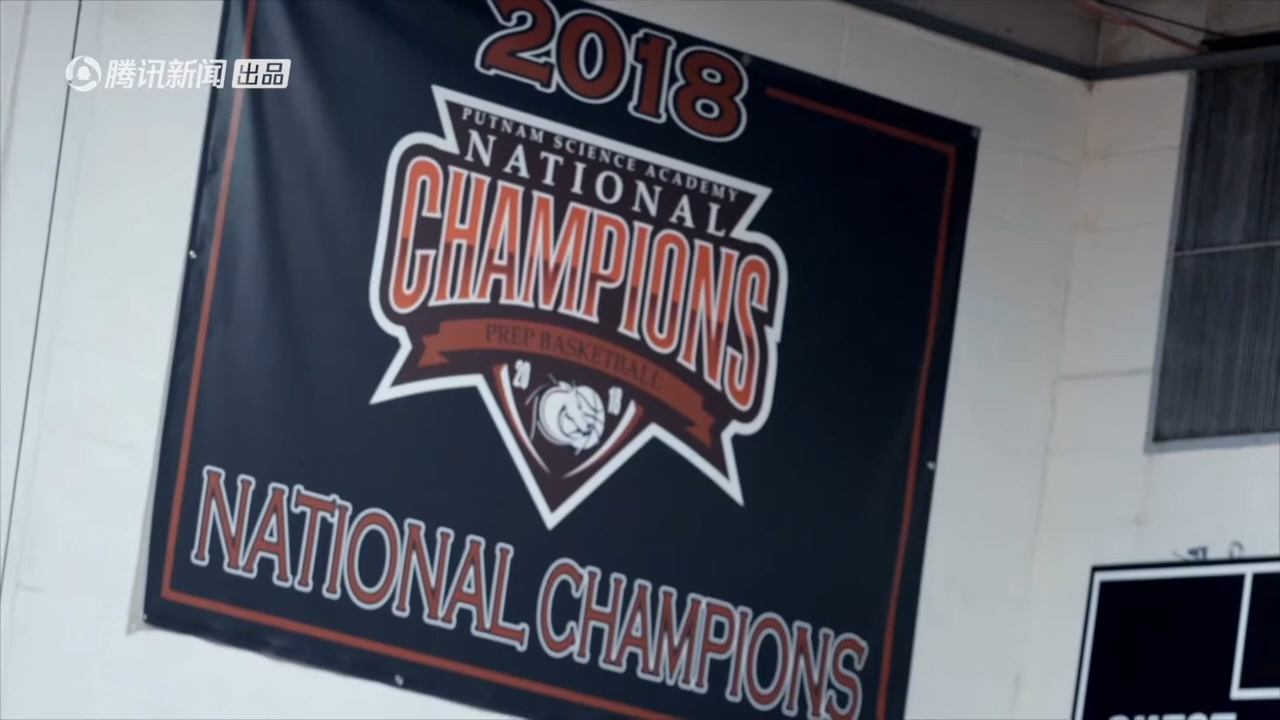 腾讯新闻 出品
2018
PUTNAM SCIENCE ACADEMY
NATIONAL
CHAMPIONS
PREP BASKETBALL
20 18
NATIONAL CHAMPIONS